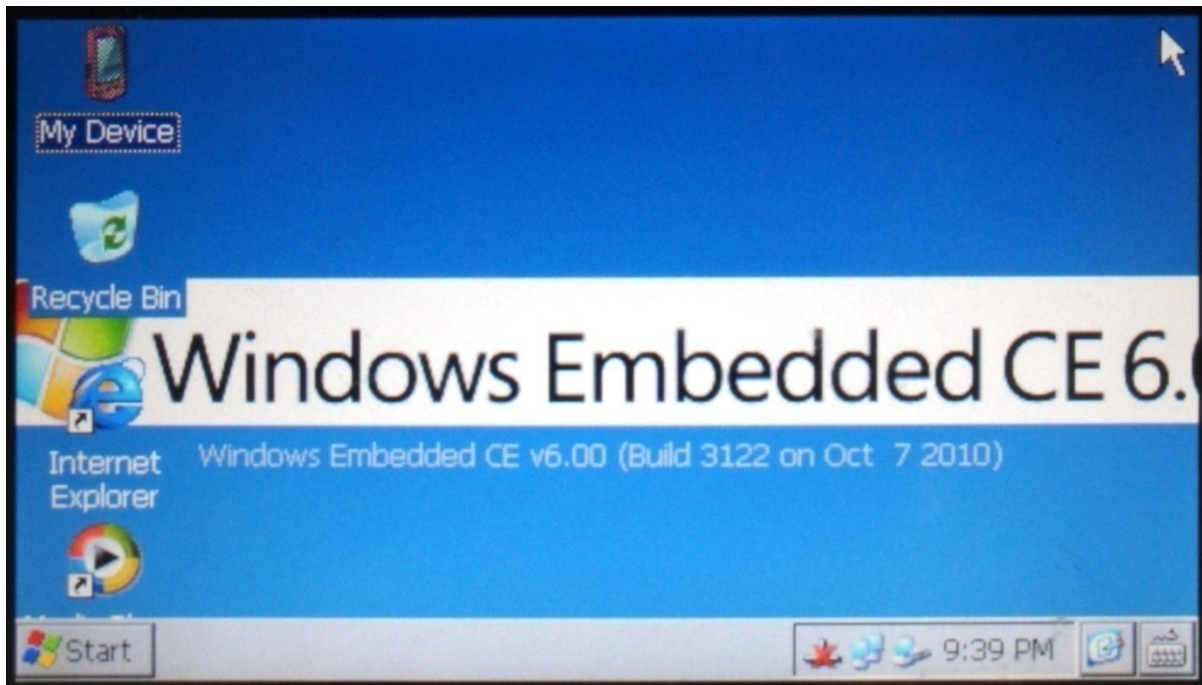 My Device
Recycle Bin
Windows Embedded CE 6.
Windows Embedded CE v6.00 (Build 3122 on Oct 7 2010)
Internet
Explorer
Start
9:39 PM